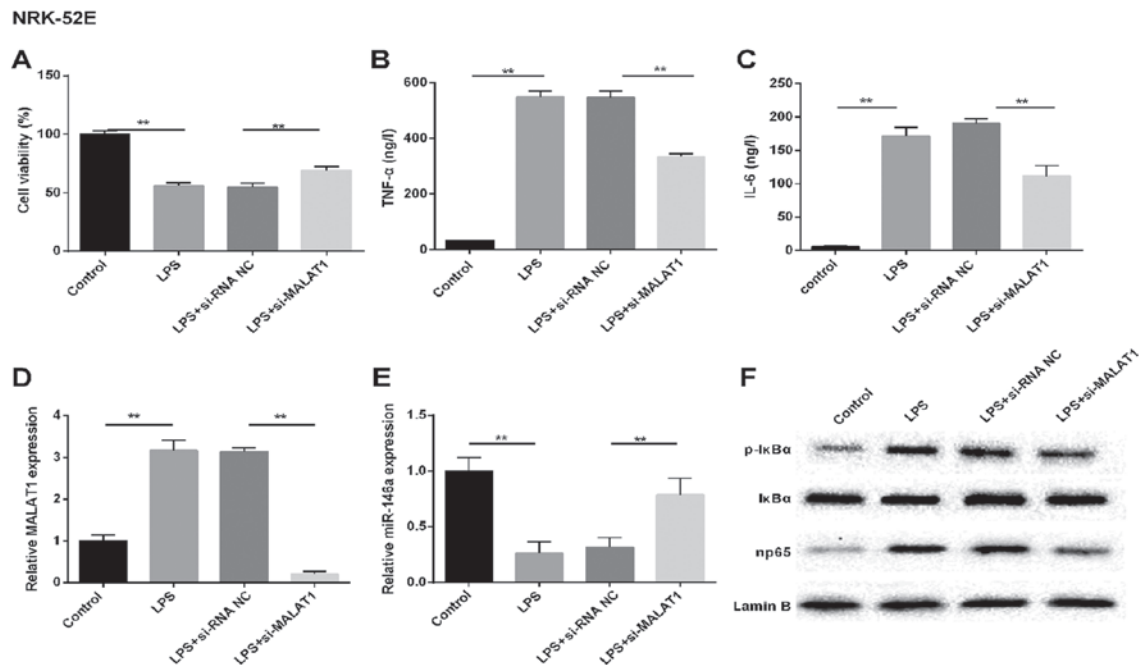 NRK-52E
A
Cell viability (%)
150
100
50
0
**
**
Control
LPS
LPS+si-RNA NC
LPS+si-MALAT1
B
TNF-α (ng/l)
600
400
200
0
**
**
Control
LPS
LPS+si-RNA NC
LPS+si-MALAT1
C
IL-6 (ng/l)
250
200
150
100
50
0
**
**
control
LPS
LPS+si-RNA NC
LPS+si-MALAT1
D
Relative MALAT1 expression
4
3
2
1
0
**
**
Control
LPS
LPS+si-RNA NC
LPS+si-MALAT1
E
Relative miR-146a expression
1.5
1.0
0.5
0.0
**
**
Control
LPS
LPS+si-RNA NC
LPS+si-MALAT1
F
Control
LPS
LPS+si-RNA NC
LPS+si-MALAT1
p-IκBα
IκBα
np65
Lamin B